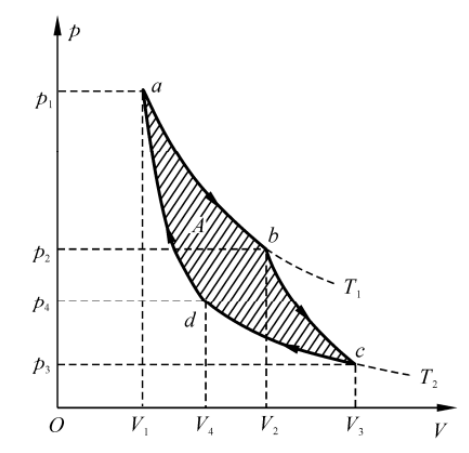 p
a
p₁
A
b
p₂
T₁
p₄
d
c
p₃
T₂
O V₁ V₄ V₂ V₃ V